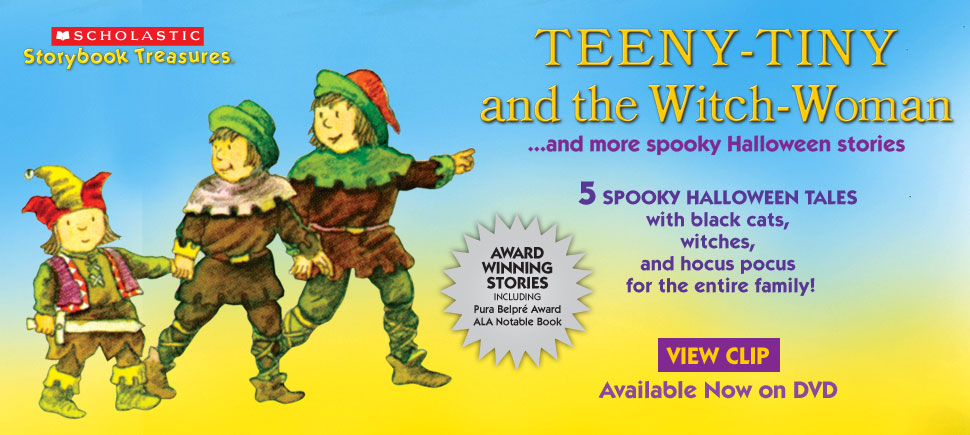 SCHOLASTIC
Storybook Treasures®
TEENY-TINY
and the Witch-Woman
...and more spooky Halloween stories
5 SPOOKY HALLOWEEN TALES
with black cats,
witches,
and hocus pocus
for the entire family!
AWARD
WINNING
STORIES
INCLUDING
Pura Belpré Award
ALA Notable Book
VIEW CLIP
Available Now on DVD